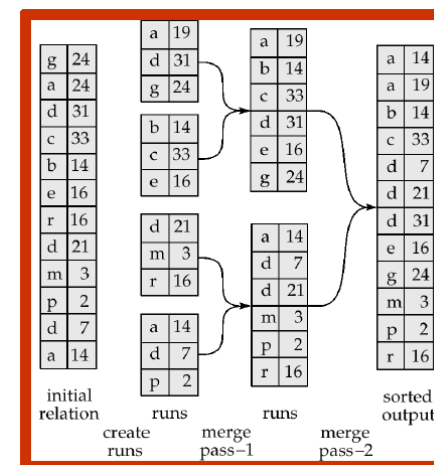 g 24
a 24
d 31
c 33
b 14
e 16
r 16
d 21
m 3
p 2
d 7
a 14
initial
relation
a 19
d 31
g 24
b 14
c 33
e 16
d 21
m 3
r 16
a 14
d 7
p 2
runs
a 19
b 14
c 33
d 31
e 16
g 24
a 14
d 7
d 21
m 3
p 2
r 16
runs
a 14
a 19
b 14
c 33
d 7
d 21
d 31
e 16
g 24
m 3
p 2
r 16
sorted
output
create
runs
merge
pass–1
merge
pass–2